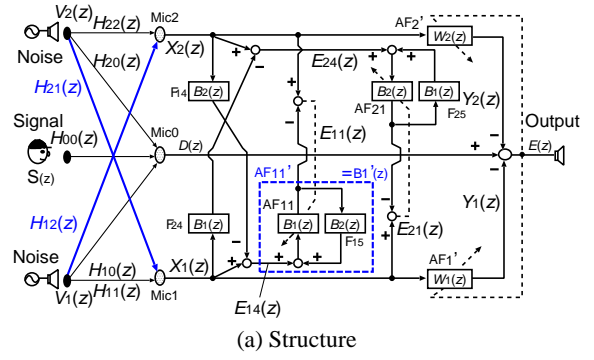 V2(z) H22(z) Mic2
Noise
H20(z) X2(z)
AF2'
W2(z)
E24(z)
H21(z)
F14 B2(z)
B2(z) B1(z) Y2(z)
AF21 F25
Signal
H00(z)
S(z)
Mic0
D(z)
E11(z)
Output
E(z)
AF11' =B1'(z)
Y1(z)
H12(z)
F24 B1(z)
AF11
B1(z) B2(z)
F15
E21(z)
Noise
H10(z)
X1(z)
AF1'
W1(z)
V1(z) H11(z) Mic1
E14(z)
+ − + + + + − + − + − − − + + + − + +
(a) Structure